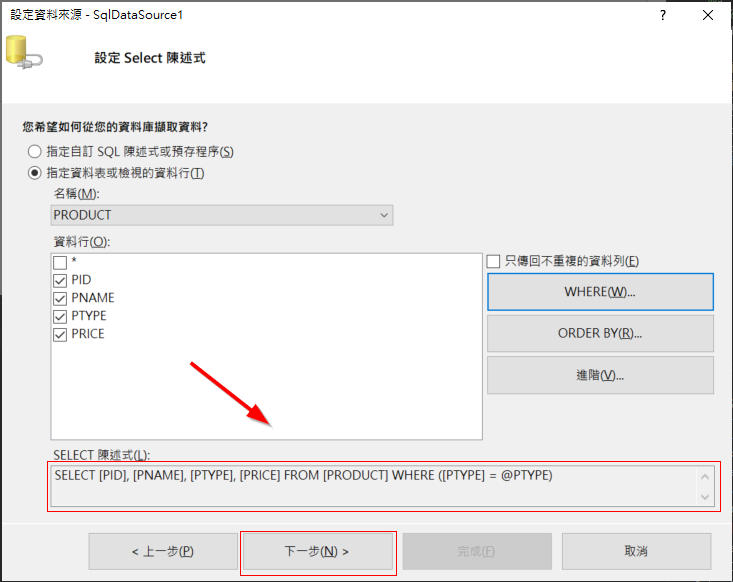 設定資料來源 - SqlDataSource1
設定 Select 陳述式
您希望如何從您的資料庫擷取資料?
指定自訂 SQL 陳述式或預存程序(S)
指定資料表或檢視的資料行(T)
名稱(M):
PRODUCT
資料行(O):
*
只傳回不重複的資料列(E)
PID
WHERE(W)...
PNAME
PTYPE
PRICE
ORDER BY(R)...
進階(V)...
SELECT 陳述式(L):
SELECT [PID], [PNAME], [PTYPE], [PRICE] FROM [PRODUCT] WHERE ([PTYPE] = @PTYPE)
< 上一步(P)
下一步(N) >
完成(F)
取消